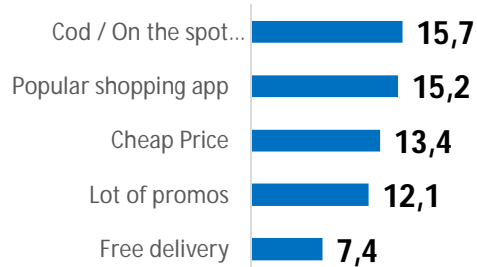 Cod / On the spot... 15,7
Popular shopping app 15,2
Cheap Price 13,4
Lot of promos 12,1
Free delivery 7,4